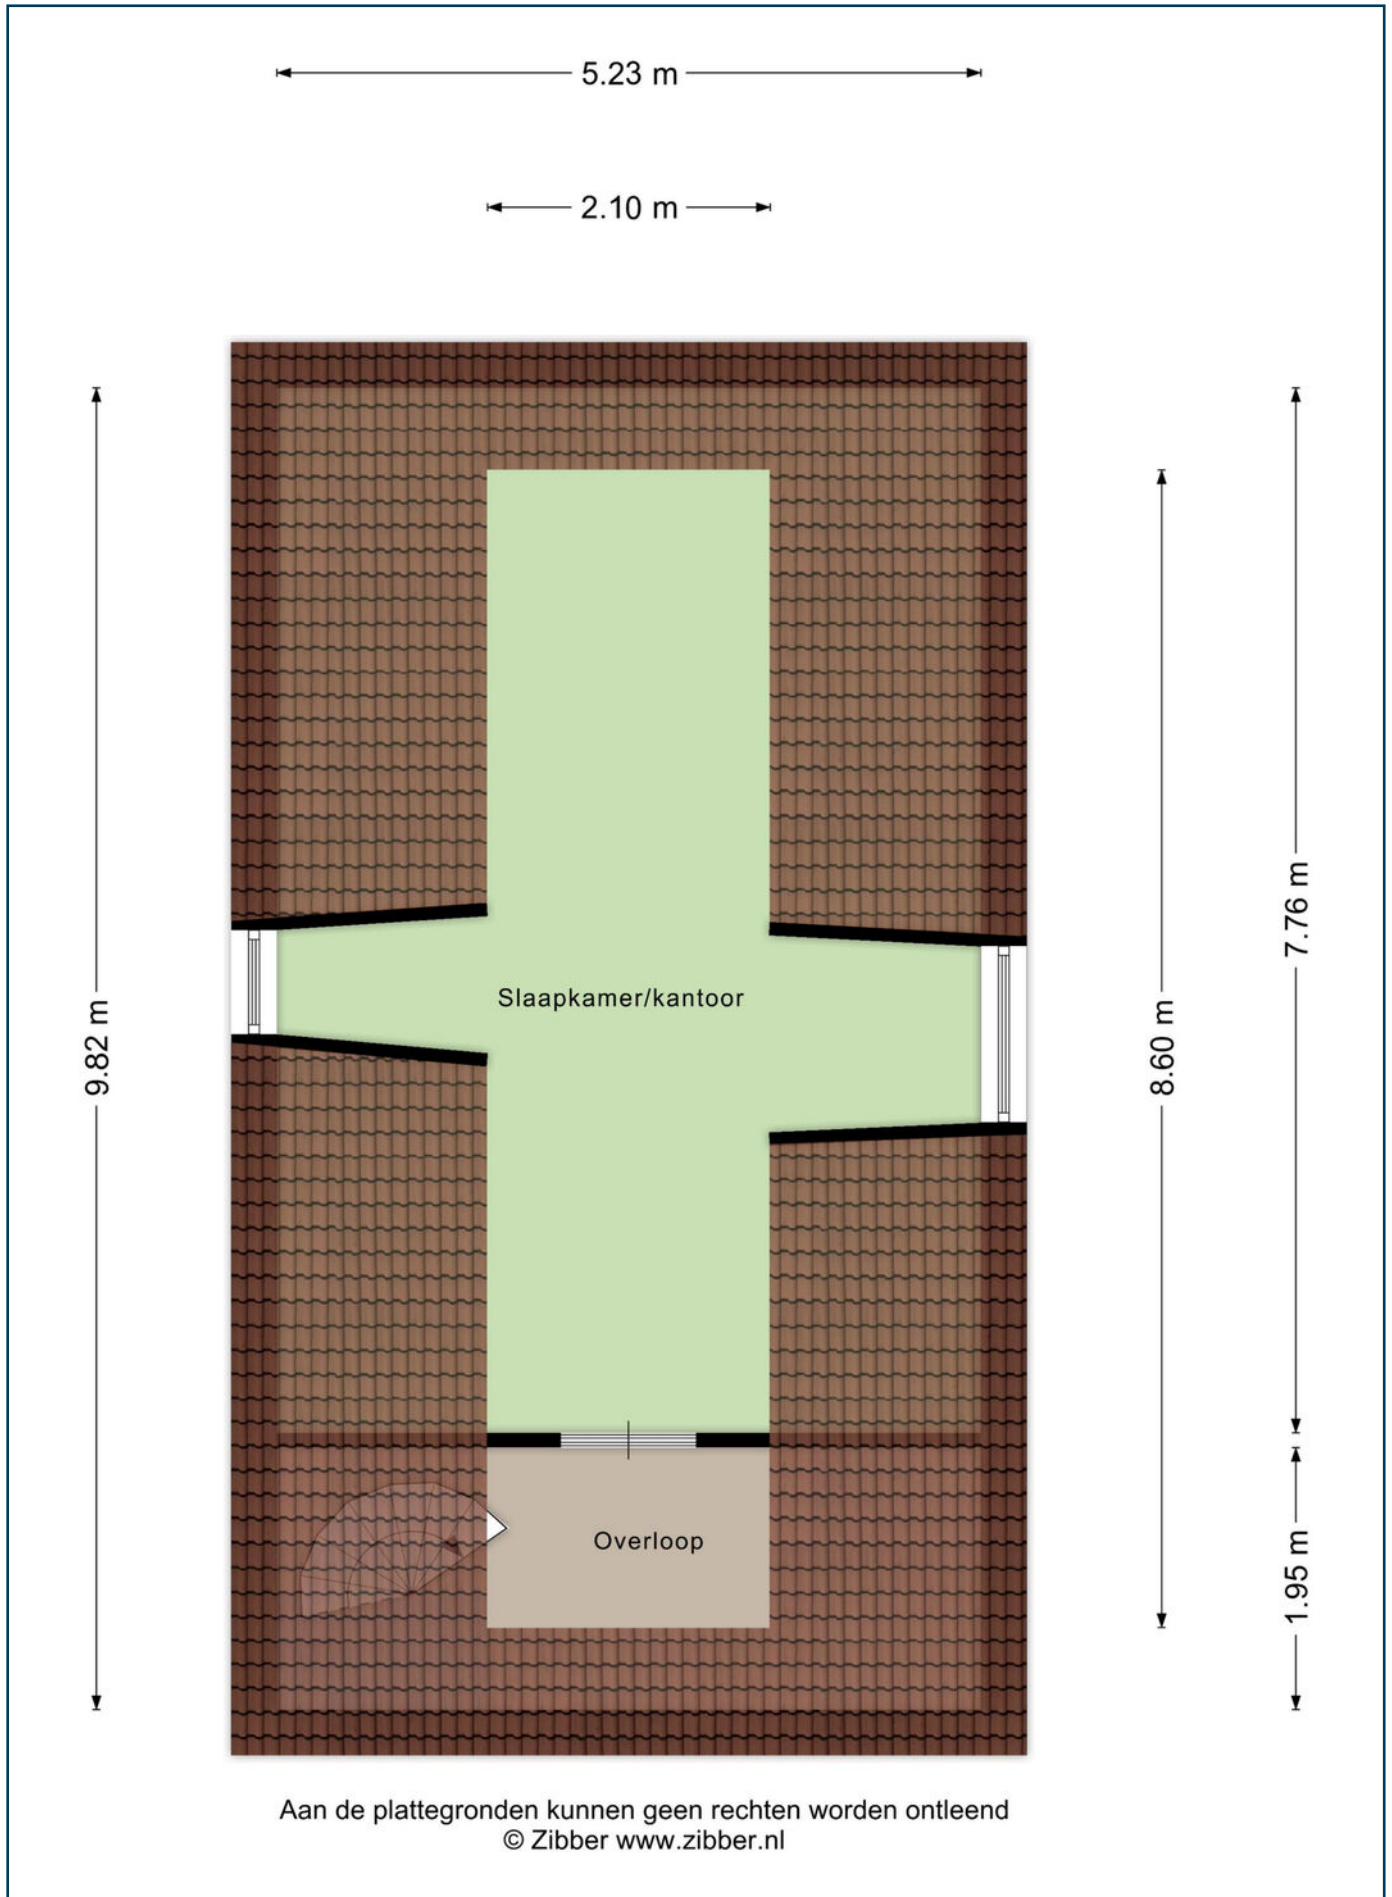 5.23 m
2.10 m
9.82 m
8.60 m
7.76 m
1.95 m
Slaapkamer/kantoor
Overloop
Aan de plattegronden kunnen geen rechten worden ontleend
© Zibber www.zibber.nl